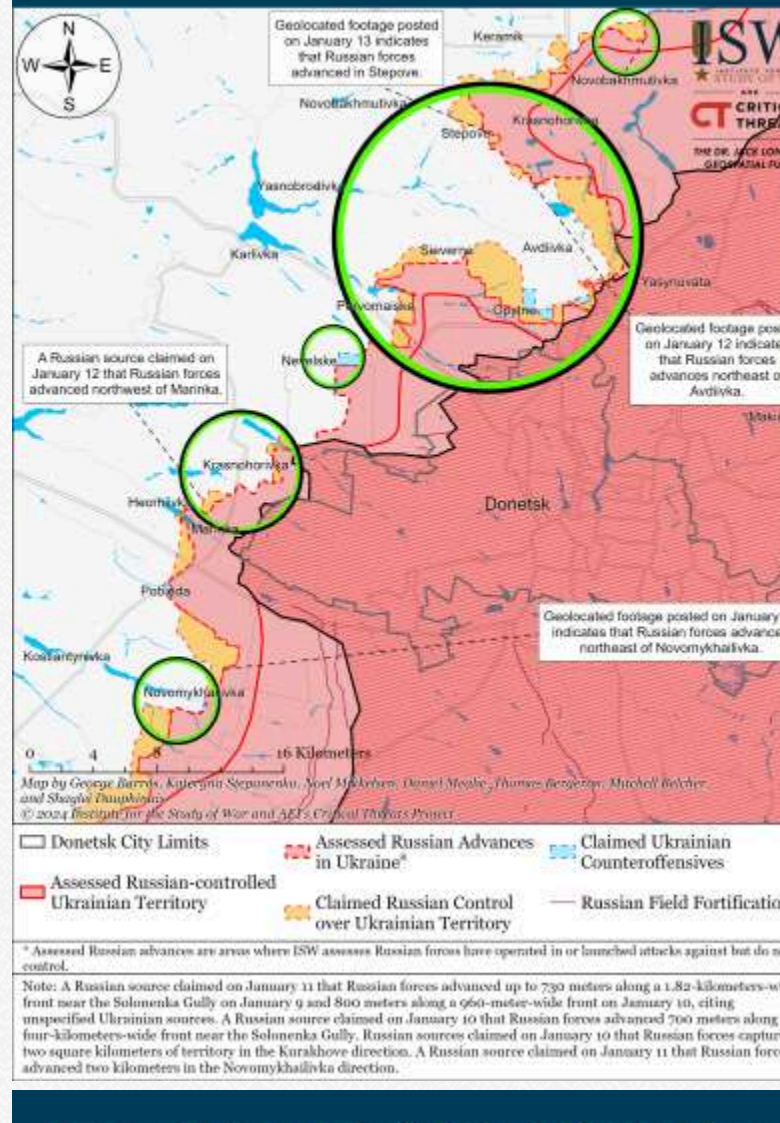 N
W E
S
Geolocated footage posted
on January 13 indicates
that Russian forces
advanced in Stepove.
Keramik
ISW
CT CRITI
THRE
Novobakhmutivka
Novobakhmutivka
Krasnohorivka
Stepove
Yasnobrodivka
Karlivka
Sieverne
Avdiivka
Yasynuvata
Pervomaiske
Opytne
Geolocated footage pos
on January 12 indicate
that Russian forces
advances northeast o
Avdiivka.
A Russian source claimed on
January 12 that Russian forces
advanced northwest of Marinka.
Nevelske
Krasnohorivka
Heorhiivka
Marinka
Donetsk
Pobieda
Geolocated footage posted on January
indicates that Russian forces advance
northeast of Novomykhailivka.
Kostiantynivka
Novomykhailivka
0 4 8 16 Kilometers
Map by George Barros, Kateryna Stepanenko, Noel Mikkelsen, Daniel Mealie, Thomas Bergeron, Mitchell Belcher,
and Shaghi
© 2024 Institute for the Study of War and AEI's Critical Threats Project
Donetsk City Limits
Assessed Russian-controlled
Ukrainian Territory
Assessed Russian Advances
in Ukraine*
Claimed Russian Control
over Ukrainian Territory
Claimed Ukrainian
Counteroffensives
Russian Field Fortificatio
* Assessed Russian advances are areas where ISW assesses Russian forces have operated in or launched attacks against but do n
control.
Note: A Russian source claimed on January 11 that Russian forces advanced up to 730 meters along a 1.82-kilometers-w
front near the Solonenka Gully on January 9 and 800 meters along a 960-meter-wide front on January 10, citing
unspecified Ukrainian sources. A Russian source claimed on January 10 that Russian forces advanced 700 meters along
four-kilometers-wide front near the Solonenka Gully. Russian sources claimed on January 10 that Russian forces captur
two square kilometers of territory in the Kurakhove direction. A Russian source claimed on January 11 that Russian forc
advanced two kilometers in the Novomykhailivka direction.